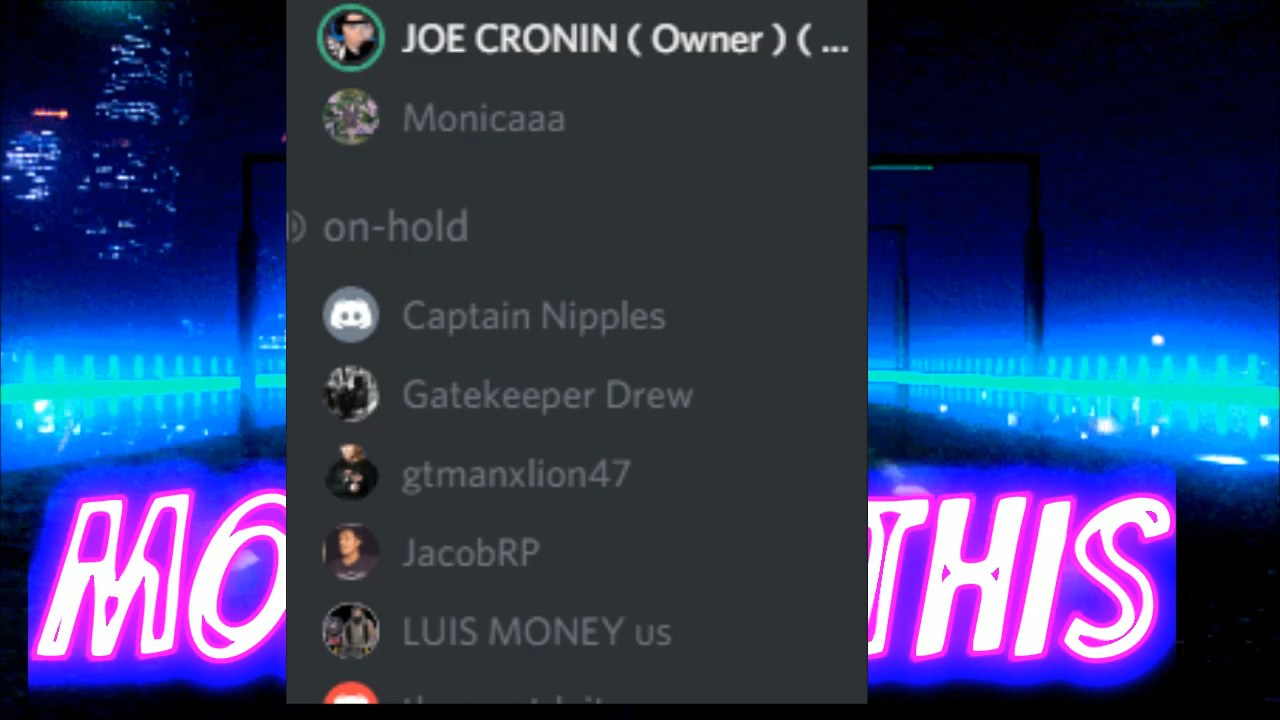 JOE CRONIN ( Owner ) ( ...
Monicaaa
on-hold
Captain Nipples
Gatekeeper Drew
gtmanxlion47
JacobRP
LUIS MONEY us
MO THIS